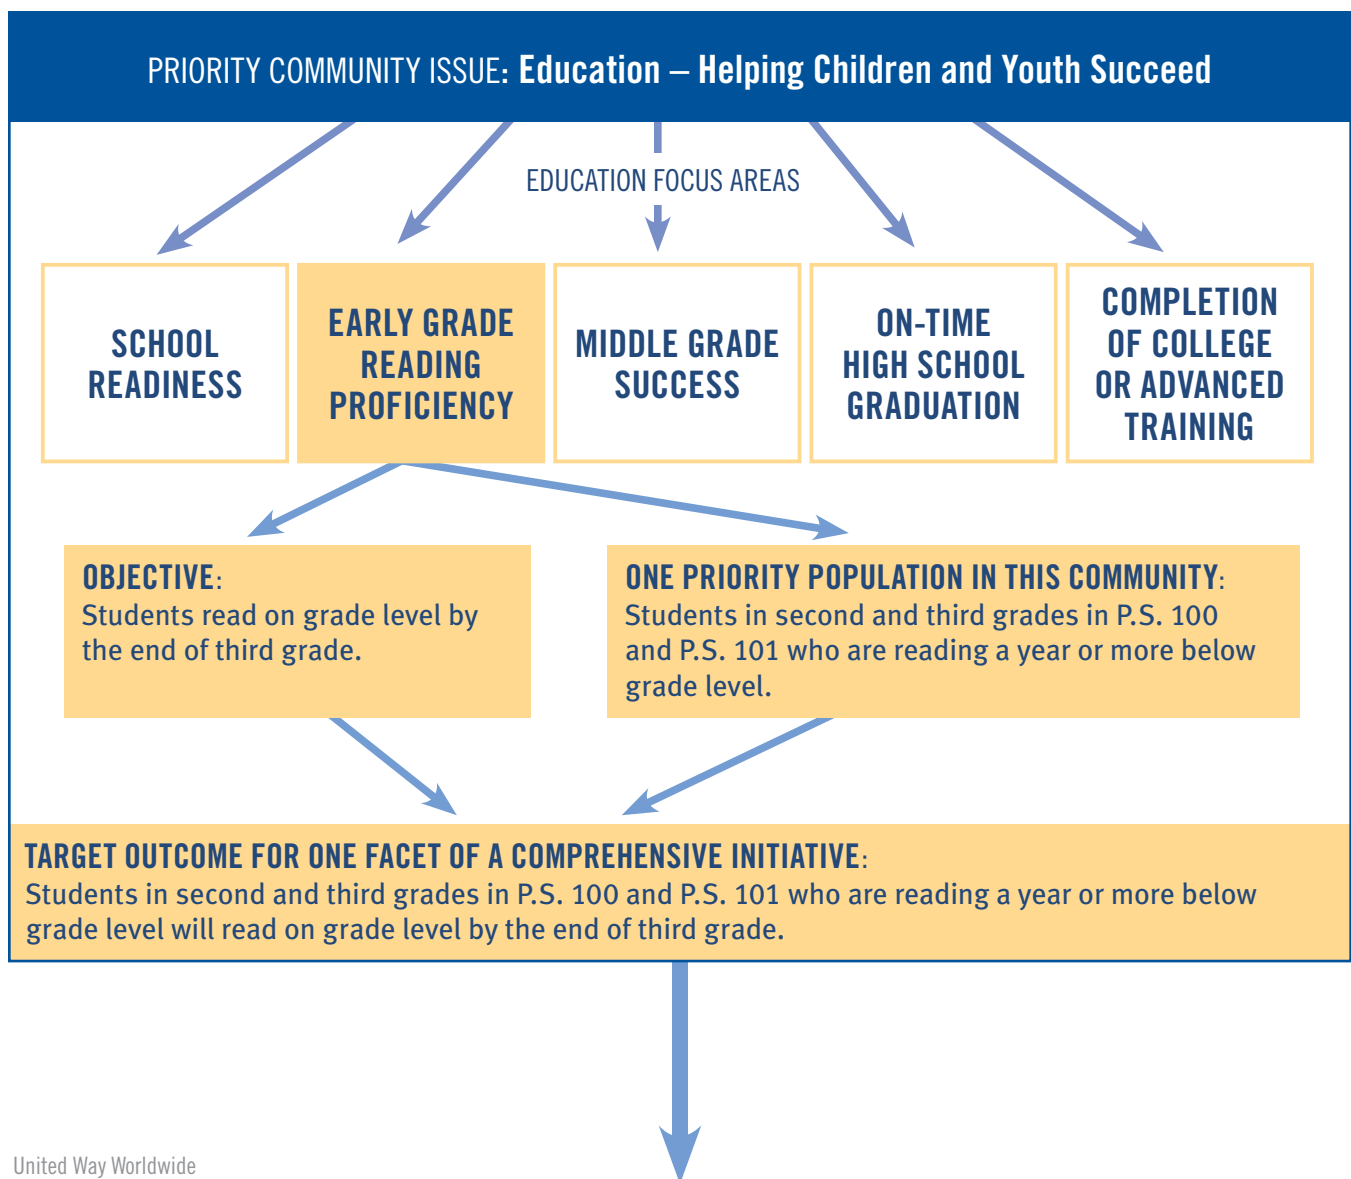 PRIORITY COMMUNITY ISSUE: Education – Helping Children and Youth Succeed
EDUCATION FOCUS AREAS
SCHOOL
READINESS
EARLY GRADE
READING
PROFICIENCY
MIDDLE GRADE
SUCCESS
ON-TIME
HIGH SCHOOL
GRADUATION
COMPLETION
OF COLLEGE
OR ADVANCED
TRAINING
OBJECTIVE:
Students read on grade level by
the end of third grade.
ONE PRIORITY POPULATION IN THIS COMMUNITY:
Students in second and third grades in P.S. 100
and P.S. 101 who are reading a year or more below
grade level.
TARGET OUTCOME FOR ONE FACET OF A COMPREHENSIVE INITIATIVE:
Students in second and third grades in P.S. 100 and P.S. 101 who are reading a year or more below
grade level will read on grade level by the end of third grade.
United Way Worldwide